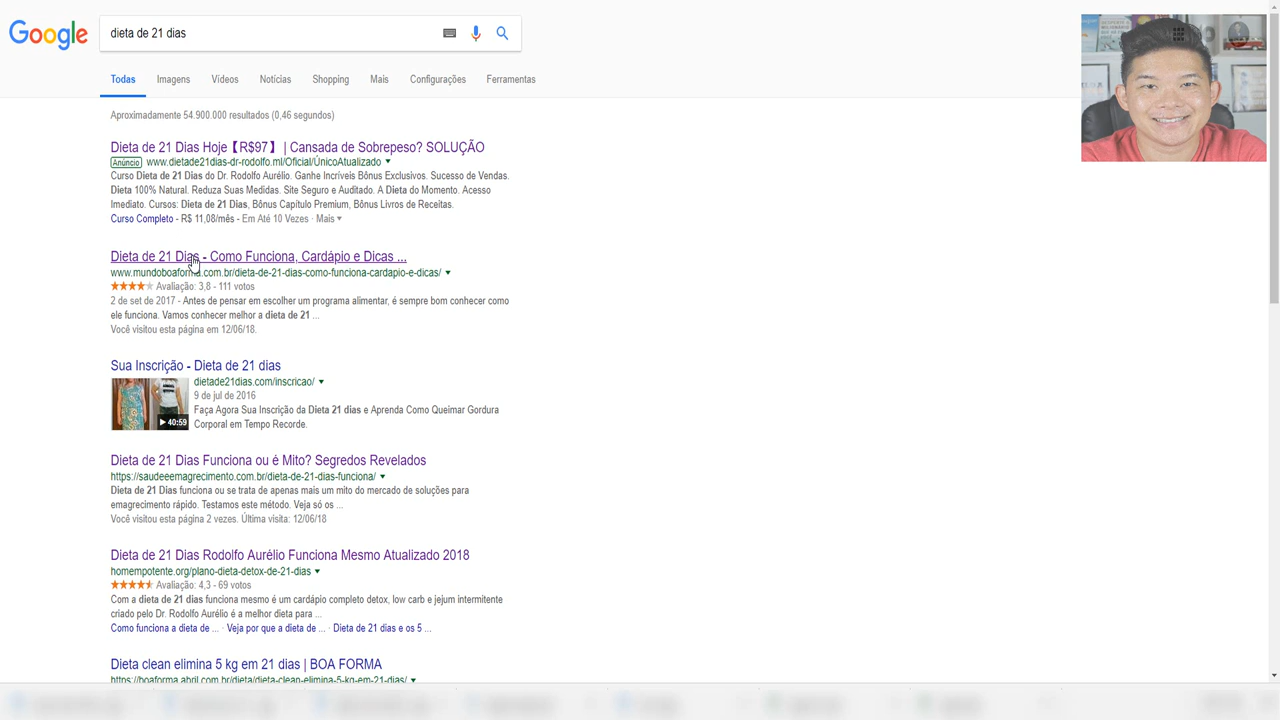 Google
dieta de 21 dias
Todas Imagens Vídeos Notícias Shopping Mais Configurações Ferramentas
Aproximadamente 54.900.000 resultados (0,46 segundos)
Dieta de 21 Dias Hoje【R$97】 | Cansada de Sobrepeso? SOLUÇÃO
Anúncio www.dietade21dias-dr-rodolfo.ml/Oficial/ÚnicoAtualizado
Curso Dieta de 21 Dias do Dr. Rodolfo Aurélio. Ganhe Incríveis Bônus Exclusivos. Sucesso de Vendas.
Dieta 100% Natural. Reduza Suas Medidas. Site Seguro e Auditado. A Dieta do Momento. Acesso
Imediato. Cursos: Dieta de 21 Dias, Bônus Capítulo Premium, Bônus Livros de Receitas.
Curso Completo - R$ 11,08/mês - Em Até 10 Vezes · Mais
Dieta de 21 Dias - Como Funciona, Cardápio e Dicas ...
www.mundoboaforma.com.br/dieta-de-21-dias-como-funciona-cardapio-e-dicas/
Avaliação: 3,8 - 111 votos
2 de set de 2017 - Antes de pensar em escolher um programa alimentar, é sempre bom conhecer como
ele funciona. Vamos conhecer melhor a dieta de 21 ...
Você visitou esta página em 12/06/18.
Sua Inscrição - Dieta de 21 dias
dietade21dias.com/inscricao/
9 de jul de 2016
Faça Agora Sua Inscrição da Dieta 21 dias e Aprenda Como Queimar Gordura
Corporal em Tempo Recorde.
40:59
Dieta de 21 Dias Funciona ou é Mito? Segredos Revelados
https://saudeeemagrecimento.com.br/dieta-de-21-dias-funciona/
Dieta de 21 Dias funciona ou se trata de apenas mais um mito do mercado de soluções para
emagrecimento rápido. Testamos este método. Veja só os ...
Você visitou esta página 2 vezes. Última visita: 12/06/18
Dieta de 21 Dias Rodolfo Aurélio Funciona Mesmo Atualizado 2018
homempotente.org/plano-dieta-detox-de-21-dias
Avaliação: 4,3 - 69 votos
Com a dieta de 21 dias funciona mesmo é um cardápio completo detox, low carb e jejum intermitente
criado pelo Dr. Rodolfo Aurélio é a melhor dieta para ...
Como funciona a dieta de ... · Veja por que a dieta de ... · Dieta de 21 dias e os 5 ...
Dieta clean elimina 5 kg em 21 dias | BOA FORMA
https://boaforma.abril.com.br/dieta/dieta-clean-elimina-5-kg-em-21-dias/